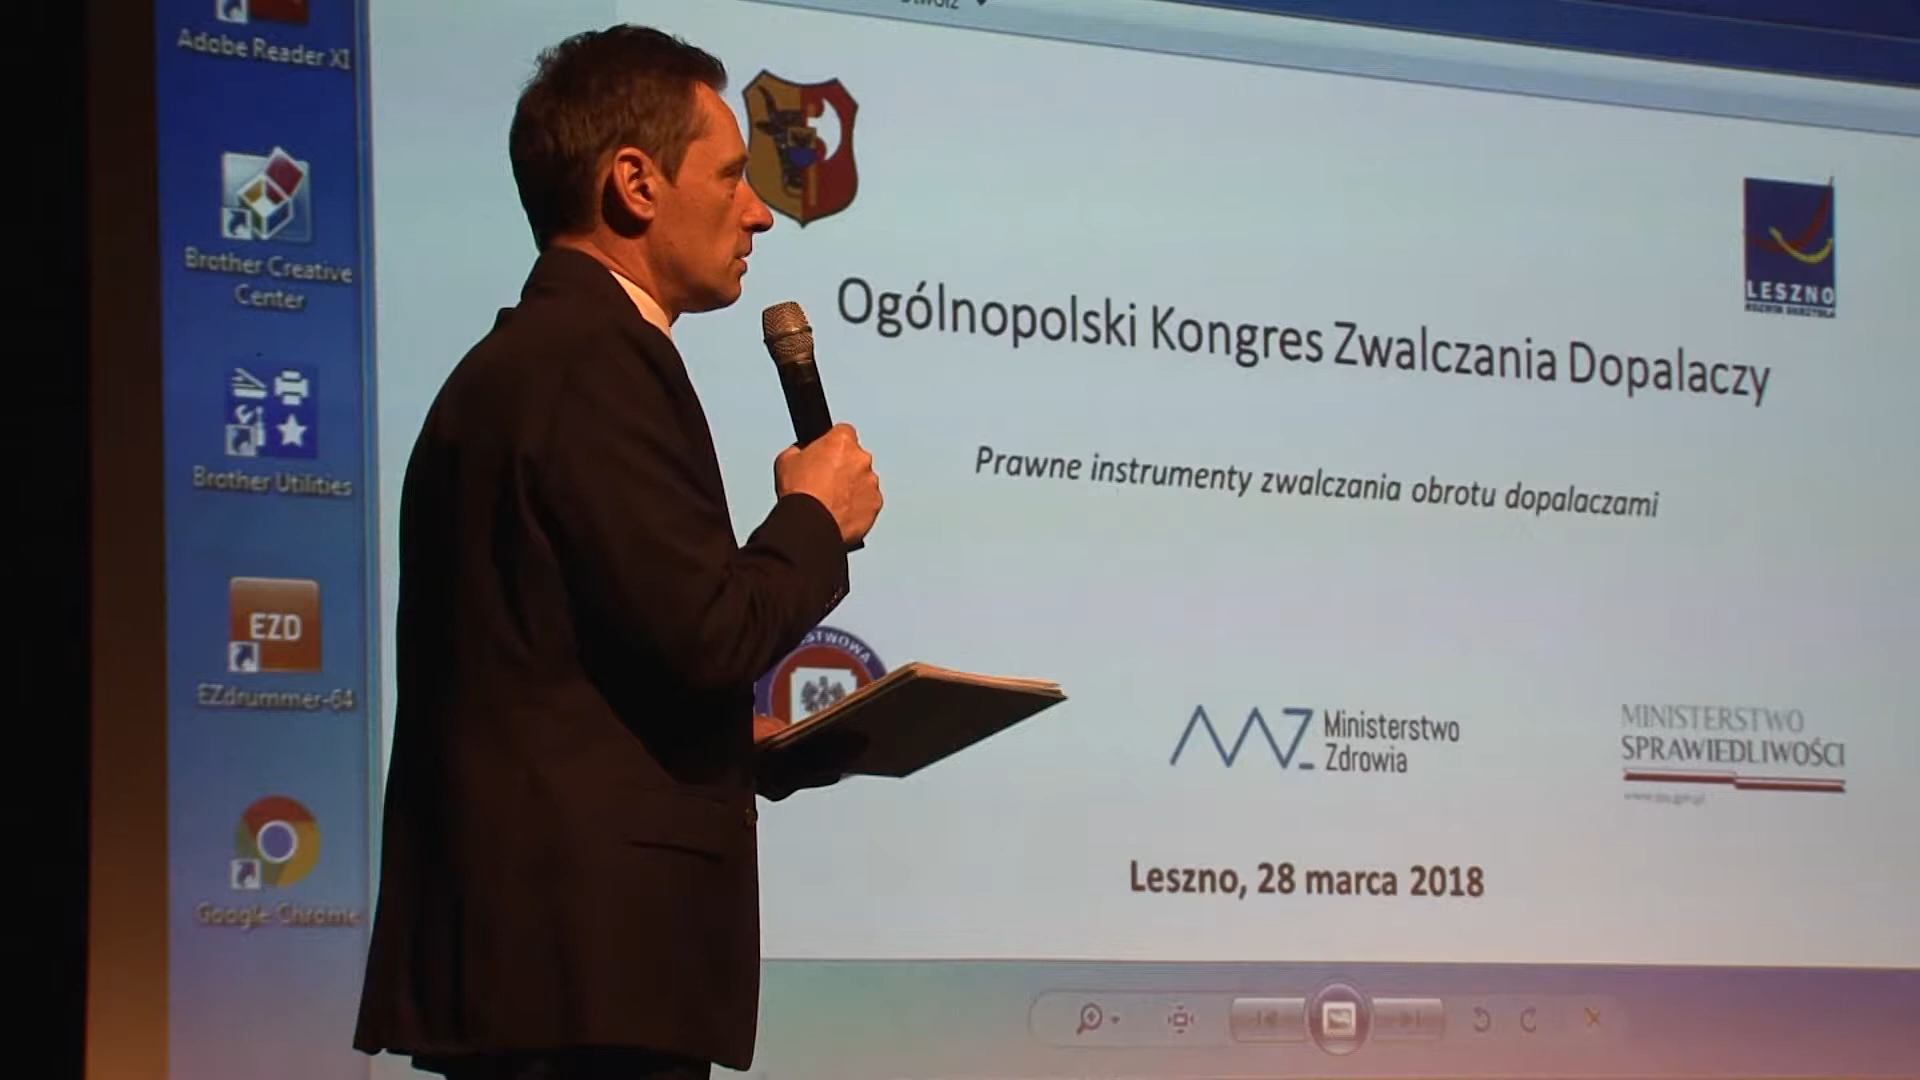 Adobe Reader XI
Brother Creative
Center
Brother Utilities
EZD
EZdrummer-64
Google Chrome
LESZNO
Ogólnopolski Kongres Zwalczania Dopalaczy
Prawne instrumenty zwalczania obrotu dopalaczami
Ministerstwo
Zdrowia
MINISTERSTWO
SPRAWIEDLIWOŚCI
Leszno, 28 marca 2018